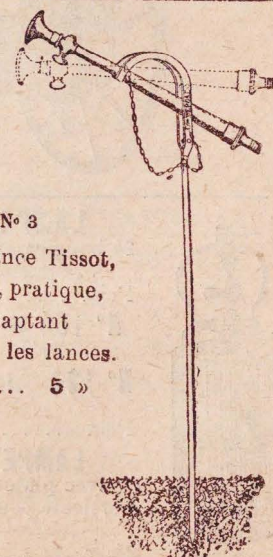 Nº 3
nce Tissot,
, pratique,
aptant
les lances.
... 5 »